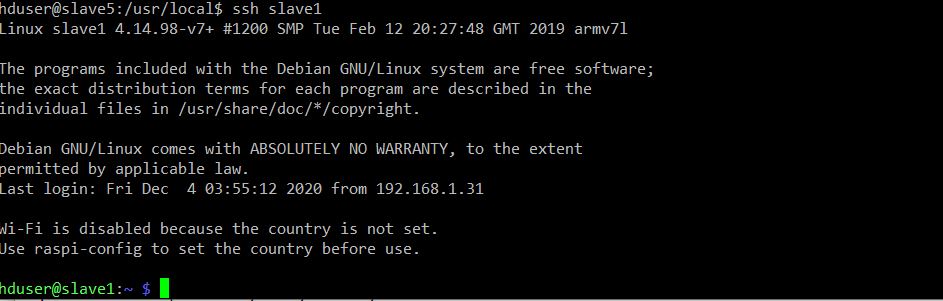 hduser@slave5:/usr/local$ ssh slave1
Linux slave1 4.14.98-v7+ #1200 SMP Tue Feb 12 20:27:48 GMT 2019 armv7l
The programs included with the Debian GNU/Linux system are free software;
the exact distribution terms for each program are described in the
individual files in /usr/share/doc/*/copyright.
Debian GNU/Linux comes with ABSOLUTELY NO WARRANTY, to the extent
permitted by applicable law.
Last login: Fri Dec  4 03:55:12 2020 from 192.168.1.31
Wi-Fi is disabled because the country is not set.
Use raspi-config to set the country before use.
hduser@slave1:~ $